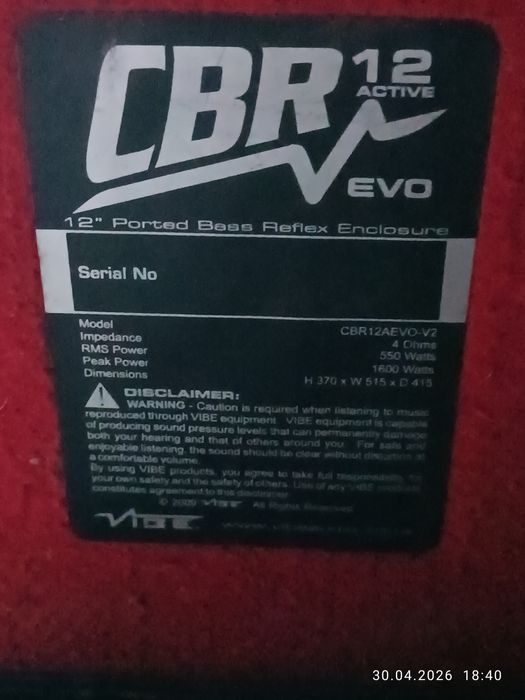 CBR 12
ACTIVE
EVO
12" Ported Bass Reflex Enclosure
Serial No
Model CBR12AEVO-V2
Impedance 4 Ohms
RMS Power 550 Watts
Peak Power 1600 Watts
Dimensions H 370 x W 515 x D 415
DISCLAIMER:
WARNING - Caution is required when listening to music
reproduced through VIBE equipment. VIBE equipment is capable
of producing sound pressure levels that can permanently damage
both your hearing and that of others around you. For safe and
enjoyable listening, the sound should be clear without distortion at
a comfortable volume.
By using VIBE products, you agree to take full responsibility for
your own safety and the safety of others. Use of any VIBE products
constitutes agreement to this disclaimer.
© 2009 VIBE All Rights Reserved
VIBE
30.04.2026 18:40